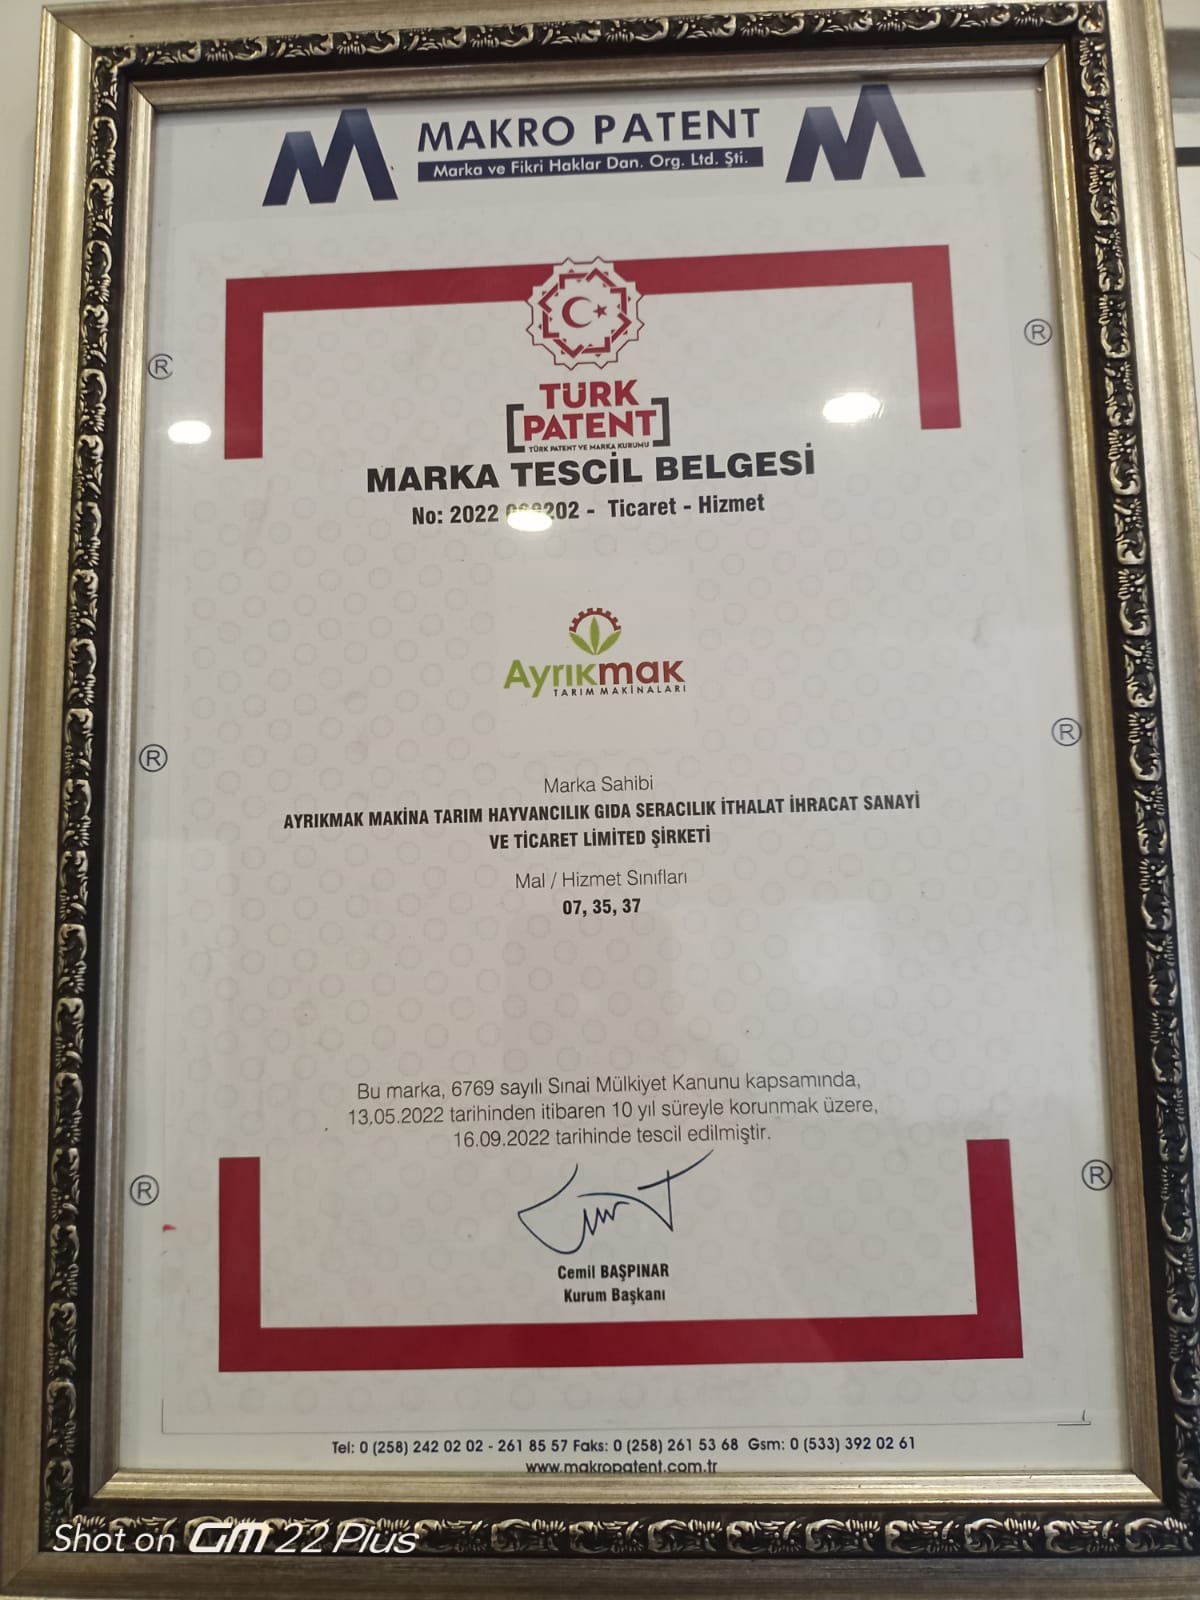 MAKRO PATENT
Marka ve Fikri Haklar Dan. Org. Ltd. Şti.
TÜRK
PATENT
TÜRK PATENT VE MARKA KURUMU
MARKA TESCİL BELGESİ
No: 2022 202 - Ticaret - Hizmet
Ayrıkmak
TARIM MAKİNALARI
Marka Sahibi
AYRIKMAK MAKİNA TARIM HAYVANCILIK GIDA SERACILIK İTHALAT İHRACAT SANAYİ
VE TİCARET LİMİTED ŞİRKETİ
Mal / Hizmet Sınıfları
07, 35, 37
Bu marka, 6769 sayılı Sınai Mülkiyet Kanunu kapsamında,
13.05.2022 tarihinden itibaren 10 yıl süreyle korunmak üzere,
16.09.2022 tarihinde tescil edilmiştir.
Cemil BAŞPINAR
Kurum Başkanı
Tel: 0 (258) 242 02 02 - 261 85 57 Faks: 0 (258) 261 53 68 Gsm: 0 (533) 392 02 61
www.makropatent.com.tr
Shot on GM 22 Plus